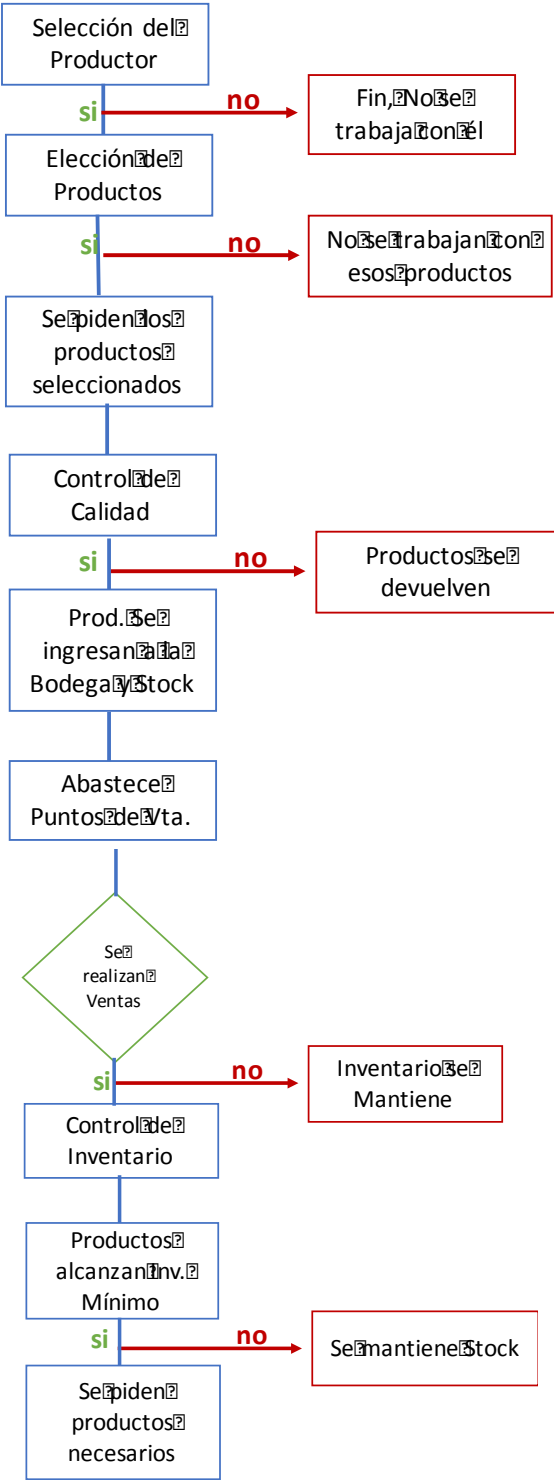 Selección del
Productor
si
no
Fin, No se
trabaja con él
Elección de
Productos
si
no
No se trabajan con
esos productos
Se piden los
productos
seleccionados
Control de
Calidad
si
no
Productos se
devuelven
Prod. Se
ingresan a la
Bodega y Stock
Abastece
Puntos de Vta.
Se
realizan
Ventas
si
no
Inventario se
Mantiene
Control de
Inventario
Productos
alcanzan Inv.
Mínimo
si
no
Se mantiene Stock
Se piden
productos
necesarios